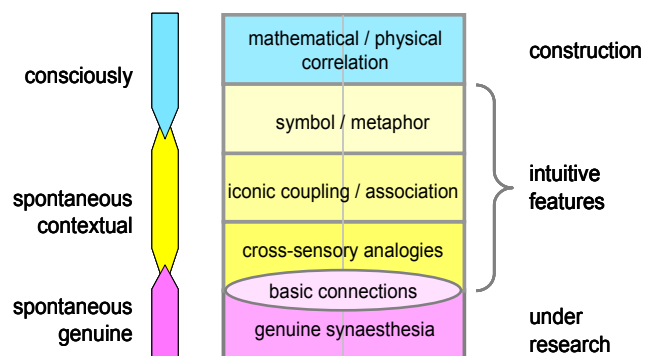 consciously
spontaneous
contextual
spontaneous
genuine
mathematical / physical
correlation
symbol / metaphor
iconic coupling / association
cross-sensory analogies
basic connections
genuine synaesthesia
construction
intuitive
features
under
research